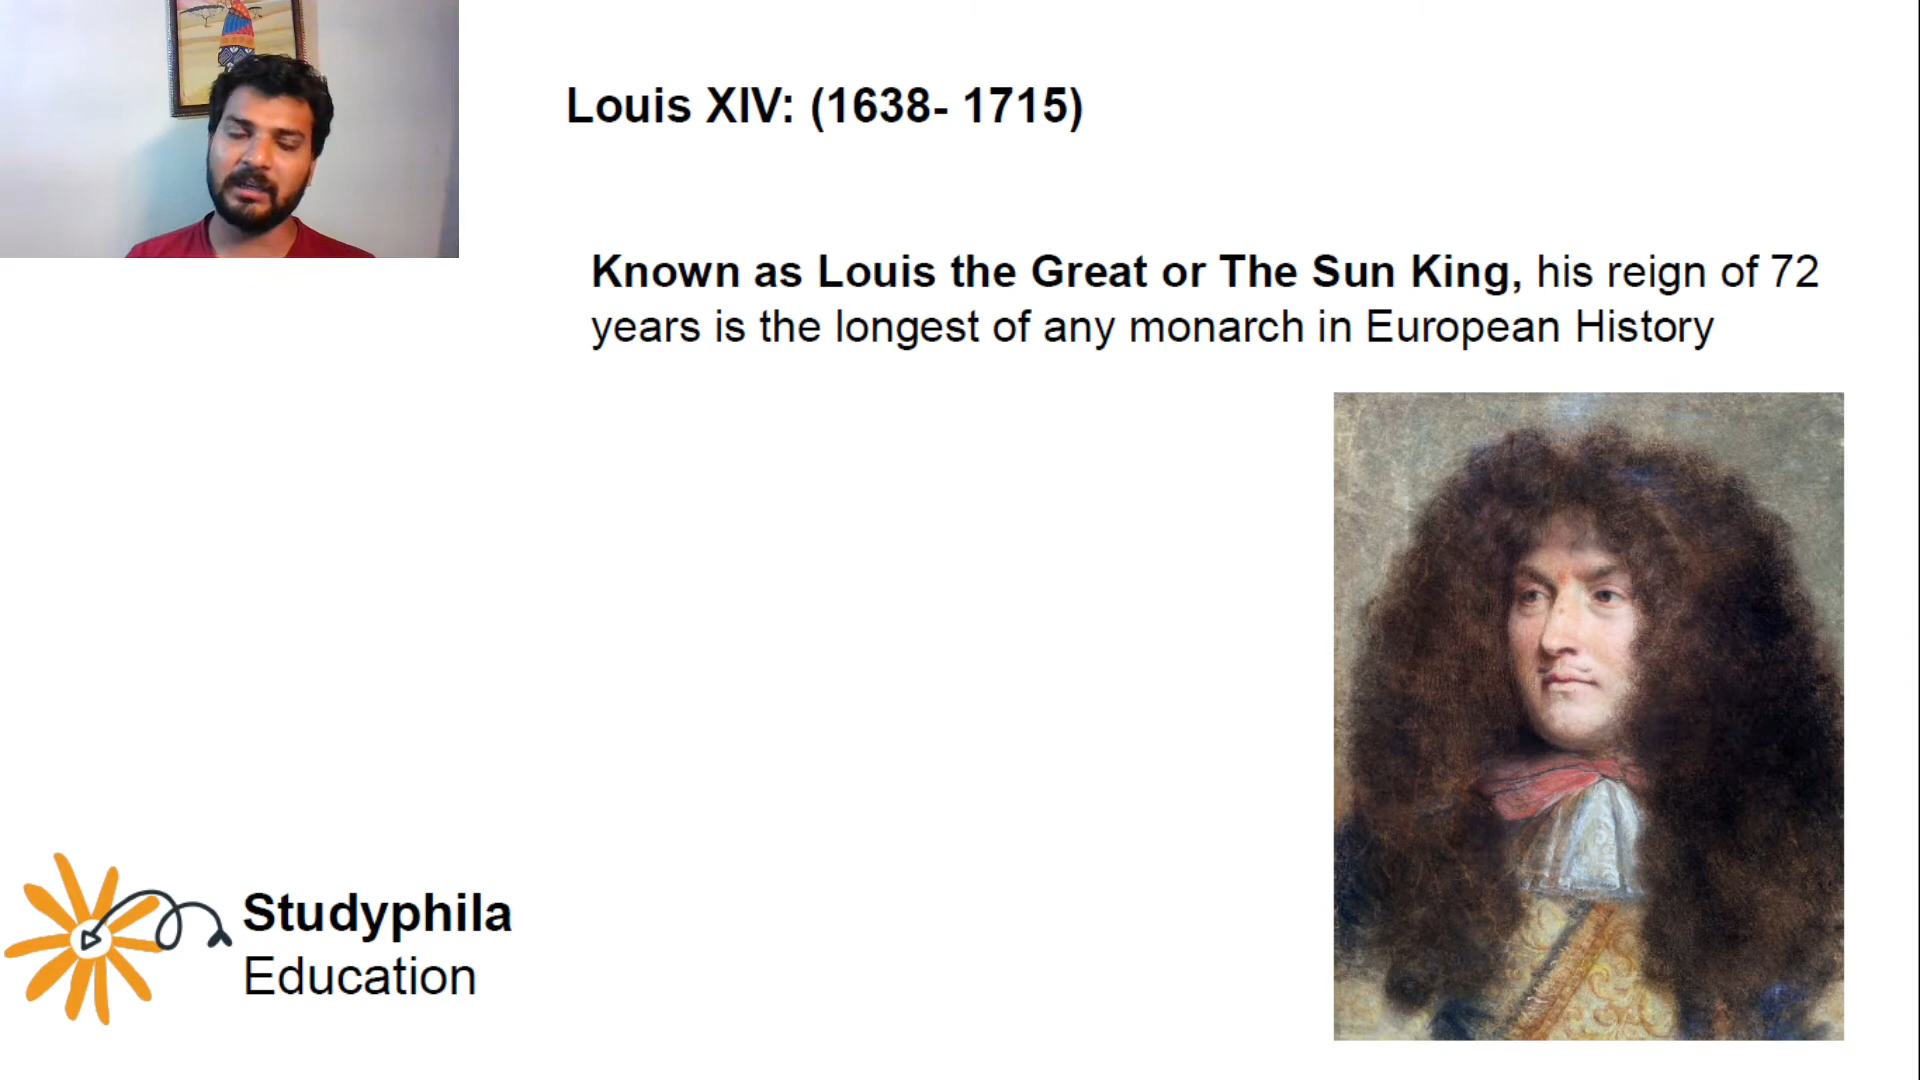 Louis XIV: (1638- 1715)
Known as Louis the Great or The Sun King, his reign of 72
years is the longest of any monarch in European History
Studyphila
Education